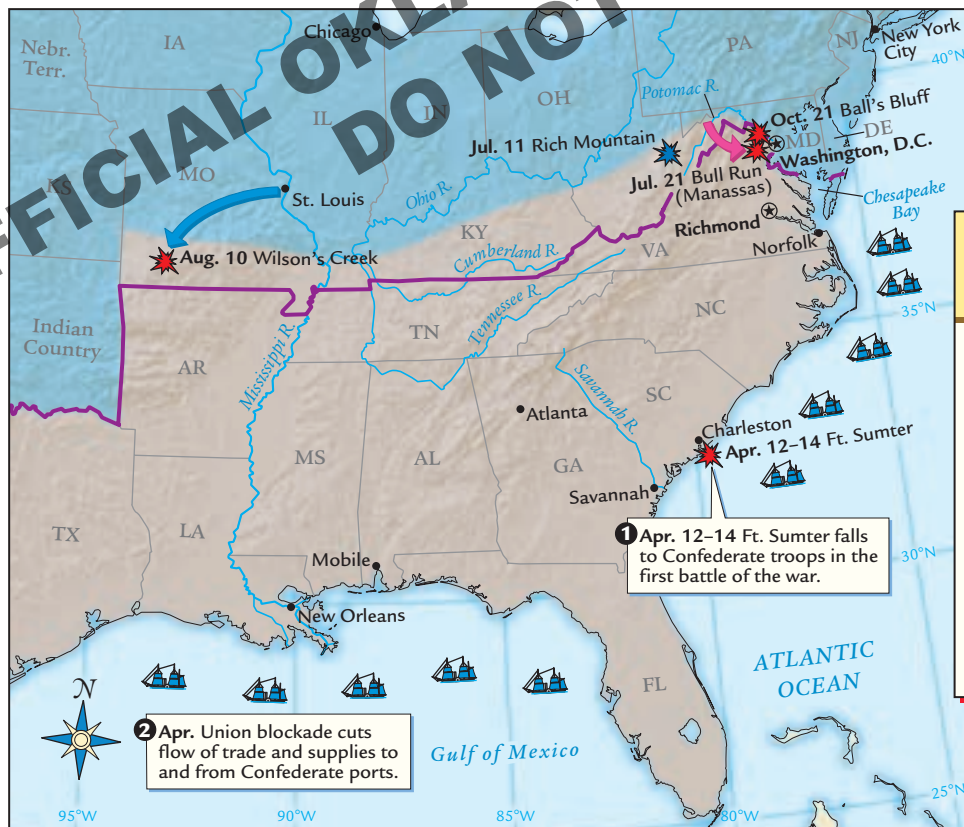 OFFICIAL OKLA
DO NOT
Chicago
New York
City
Nebr.
Terr.
IA
IL
IN
OH
PA
NJ
40°N
Potomac R.
Oct. 21 Ball's Bluff
MD
DE
Washington, D.C.
Jul. 11 Rich Mountain
Jul. 21 Bull Run
(Manassas)
Chesapeake
Bay
KS
MO
St. Louis
Ohio R.
Richmond
Norfolk
KY
VA
Aug. 10 Wilson's Creek
Cumberland R.
Tennessee R.
35°N
Indian
Country
AR
Mississippi R.
TN
NC
Savannah R.
SC
Atlanta
Charleston
Apr. 12–14 Ft. Sumter
MS
AL
GA
Savannah
TX
LA
1 Apr. 12–14 Ft. Sumter falls
to Confederate troops in the
first battle of the war.
30°N
Mobile
New Orleans
FL
ATLANTIC
OCEAN
N
2 Apr. Union blockade cuts
flow of trade and supplies to
and from Confederate ports.
Gulf of Mexico
25°N
95°W
90°W
85°W
80°W